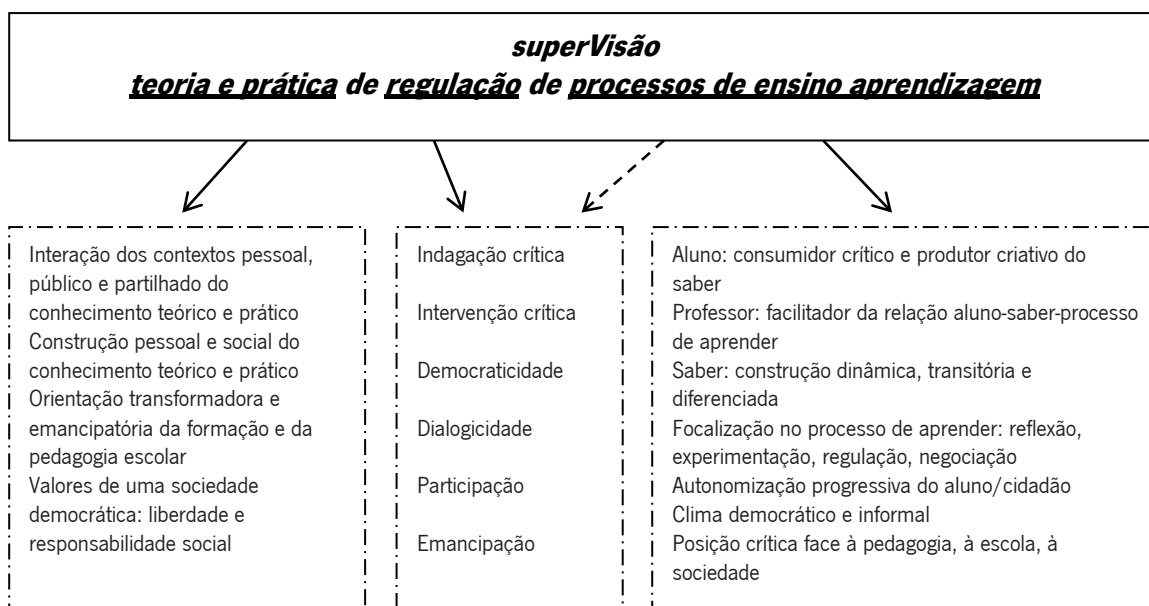 superVisão
teoria e prática de regulação de processos de ensino aprendizagem
Interação dos contextos pessoal,
público e partilhado do
conhecimento teórico e prático
Construção pessoal e social do
conhecimento teórico e prático
Orientação transformadora e
emancipatória da formação e da
pedagogia escolar
Valores de uma sociedade
democrática: liberdade e
responsabilidade social
Indagação crítica
Intervenção crítica
Democraticidade
Dialogicidade
Participação
Emancipação
Aluno: consumidor crítico e produtor criativo do
saber
Professor: facilitador da relação aluno-saber-processo
de aprender
Saber: construção dinâmica, transitória e
diferenciada
Focalização no processo de aprender: reflexão,
experimentação, regulação, negociação
Autonomização progressiva do aluno/cidadão
Clima democrático e informal
Posição crítica face à pedagogia, à escola, à
sociedade